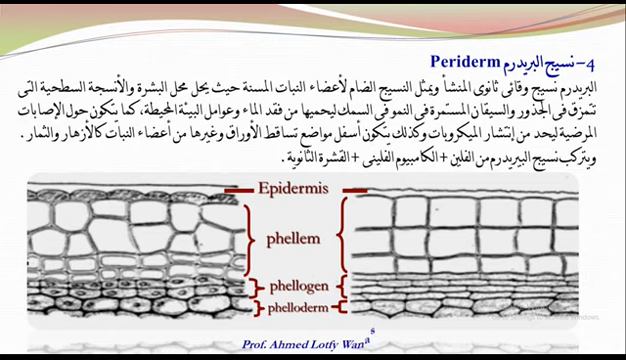 4- نسيج البريدرم Periderm
البريدرم نسيج وقائى ثانوى المنشأ ويمثل النسيج الضام لأعضاء النبات المسنة حيث يحل محل البشرة والأنسجة السطحية التى
تتمزق فى الجذور والسيقان المستمرة فى النمو فى السمك ليحميها من فقد الماء وعوامل البيئة المحيطة، كما يتكون حول الإصابات
المرضية ليحد من إنتشار الميكروبات وكذلك يتكون أسفل مواضع تساقط الأوراق وغيرها من أعضاء النبات كالأزهار والثمار.
ويتركب نسيج البيريدرم من الفلين + الكامبيوم الفلينى + القشرة الثانوية.
Epidermis
phellem
phellogen
phelloderm
Prof. Ahmed Lotfy Wanas